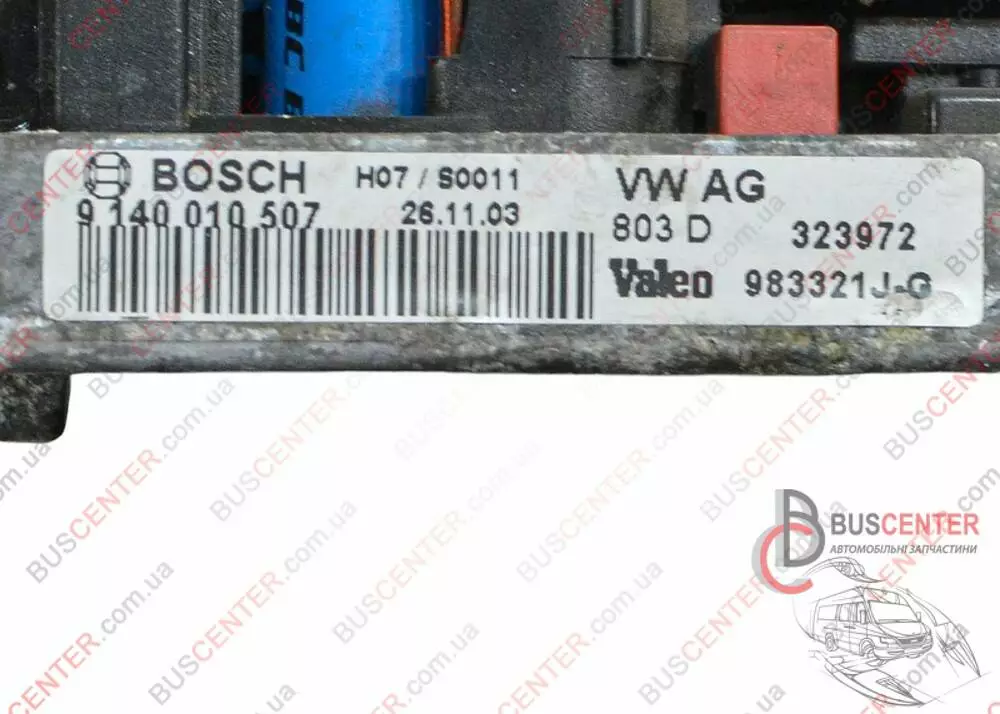 BC E
BOSCH H07 / S0011 VW AG
9 140 010 507 26.11.03 803 D 323972
Valeo 983321J-G
BUSCENTER
АВТОМОБІЛЬНІ ЗАПЧАСТИНИ
BUSCENTER.com.ua